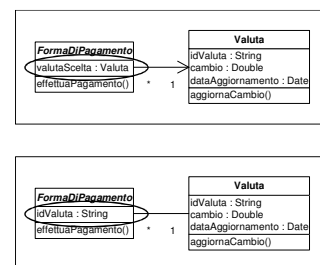 FormaDiPagamento
valutaScelta : Valuta
effettuaPagamento()
* 1
Valuta
idValuta : String
cambio : Double
dataAggiornamento : Date
aggiornaCambio()
FormaDiPagamento
idValuta : String
effettuaPagamento()
* 1
Valuta
idValuta : String
cambio : Double
dataAggiornamento : Date
aggiornaCambio()